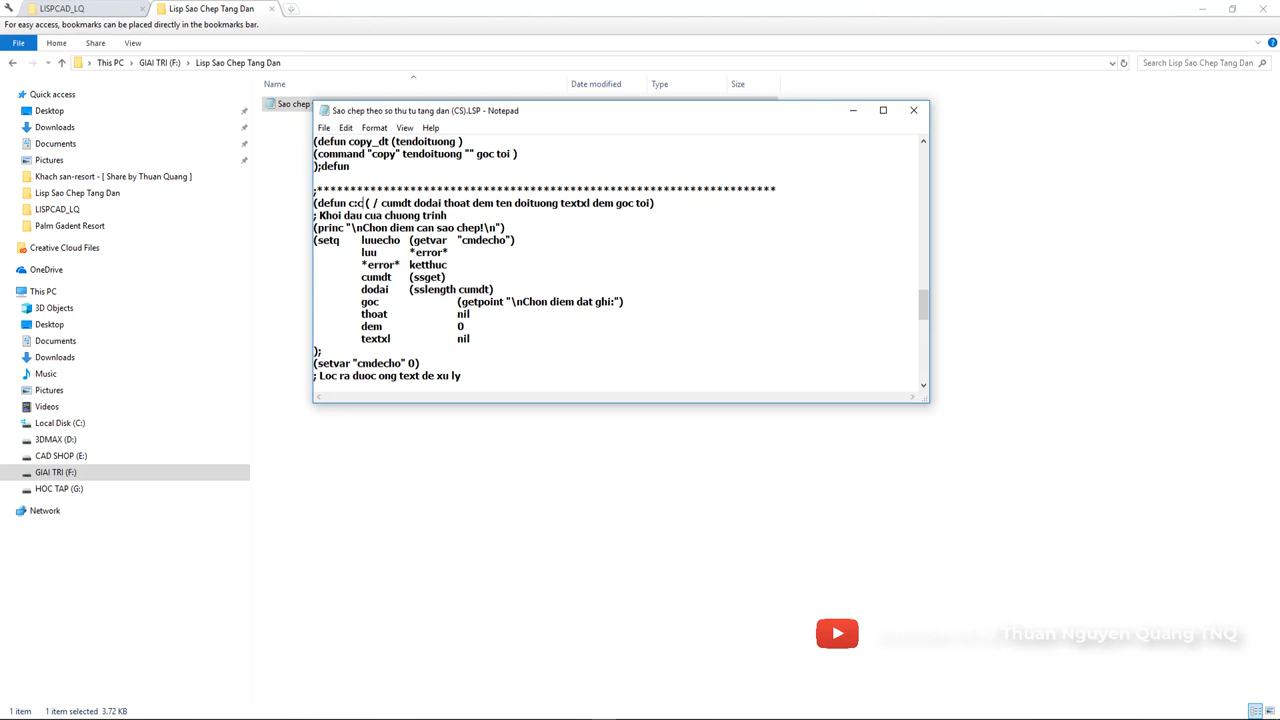 LISPCAD_LQ
Lisp Sao Chep Tang Dan
For easy access, bookmarks can be placed directly in the bookmarks bar.
File Home Share View
This PC GIAI TRI (F:) Lisp Sao Chep Tang Dan
Search Lisp Sao Chep Tang Dan
Name Date modified Type Size
Sao chep
Quick access
Desktop
Downloads
Documents
Pictures
Khach san-resort - [ Share by Thuan Quang ]
Lisp Sao Chep Tang Dan
LISPCAD_LQ
Palm Gadent Resort
Creative Cloud Files
OneDrive
This PC
3D Objects
Desktop
Documents
Downloads
Music
Pictures
Videos
Local Disk (C:)
3DMAX (D:)
CAD SHOP (E:)
GIAI TRI (F:)
HOC TAP (G:)
Network
Sao chep theo so thu tu tang dan (CS).LSP - Notepad
File Edit Format View Help
(defun copy_dt (tendoituong )
(command "copy" tendoituong "" goc toi )
);defun
;*********************************************************************
(defun c:c( / cumdt dodai thoat dem ten doituong textxl dem goc toi)
; Khoi dau cua chuong trinh
(princ "\nChon diem can sao chep!\n")
(setq luuecho (getvar "cmdecho")
luu *error*
*error* ketthuc
cumdt (ssget)
dodai (sslength cumdt)
goc (getpoint "\nChon diem dat ghi:")
thoat nil
dem 0
textxl nil
);
(setvar "cmdecho" 0)
; Loc ra duoc ong text de xu ly
Thuan Nguyen Quang TNQ
1 item 1 item selected 3.72 KB